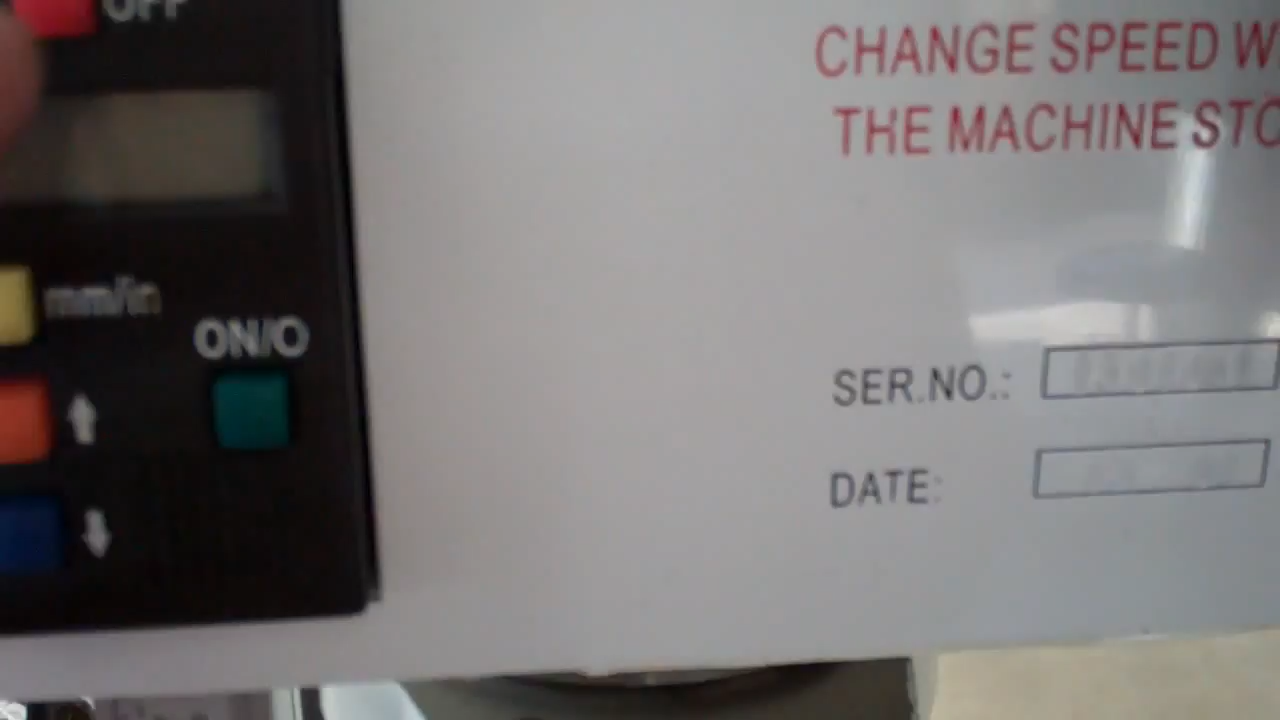 OFF
mm/in
ON/O
CHANGE SPEED W
THE MACHINE STO
SER.NO.:
DATE: